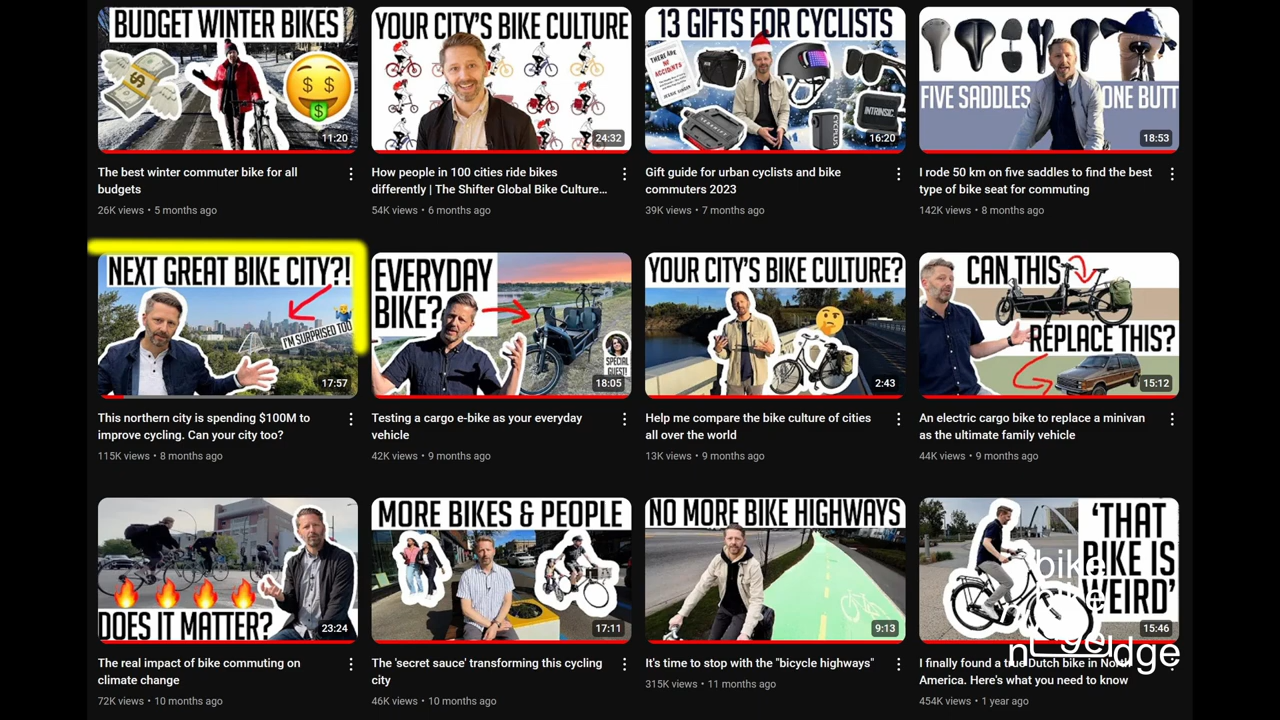 BUDGET WINTER BIKES
11:20
The best winter commuter bike for all
budgets
26K views • 5 months ago
YOUR CITY'S BIKE CULTURE
24:32
How people in 100 cities ride bikes
differently | The Shifter Global Bike Culture...
54K views • 6 months ago
13 GIFTS FOR CYCLISTS
THERE ARE
NO ACCIDENTS
INTRINSIC
CYCPLUS
16:20
Gift guide for urban cyclists and bike
commuters 2023
39K views • 7 months ago
FIVE SADDLES ONE BUTT
18:53
I rode 50 km on five saddles to find the best
type of bike seat for commuting
142K views • 8 months ago
NEXT GREAT BIKE CITY?!
I'M SURPRISED TOO
17:57
This northern city is spending $100M to
improve cycling. Can your city too?
115K views • 8 months ago
EVERYDAY
BIKE?
SPECIAL
GUEST!
18:05
Testing a cargo e-bike as your everyday
vehicle
42K views • 9 months ago
YOUR CITY'S BIKE CULTURE?
2:43
Help me compare the bike culture of cities
all over the world
13K views • 9 months ago
CAN THIS
REPLACE THIS?
15:12
An electric cargo bike to replace a minivan
as the ultimate family vehicle
44K views • 9 months ago
DOES IT MATTER?
23:24
The real impact of bike commuting on
climate change
72K views • 10 months ago
MORE BIKES & PEOPLE
17:11
The 'secret sauce' transforming this cycling
city
46K views • 10 months ago
NO MORE BIKE HIGHWAYS
9:13
It's time to stop with the "bicycle highways"
315K views • 11 months ago
'THAT
BIKE IS
WEIRD'
15:46
I finally found a true Dutch bike in North
America. Here's what you need to know
454K views • 1 year ago
bike